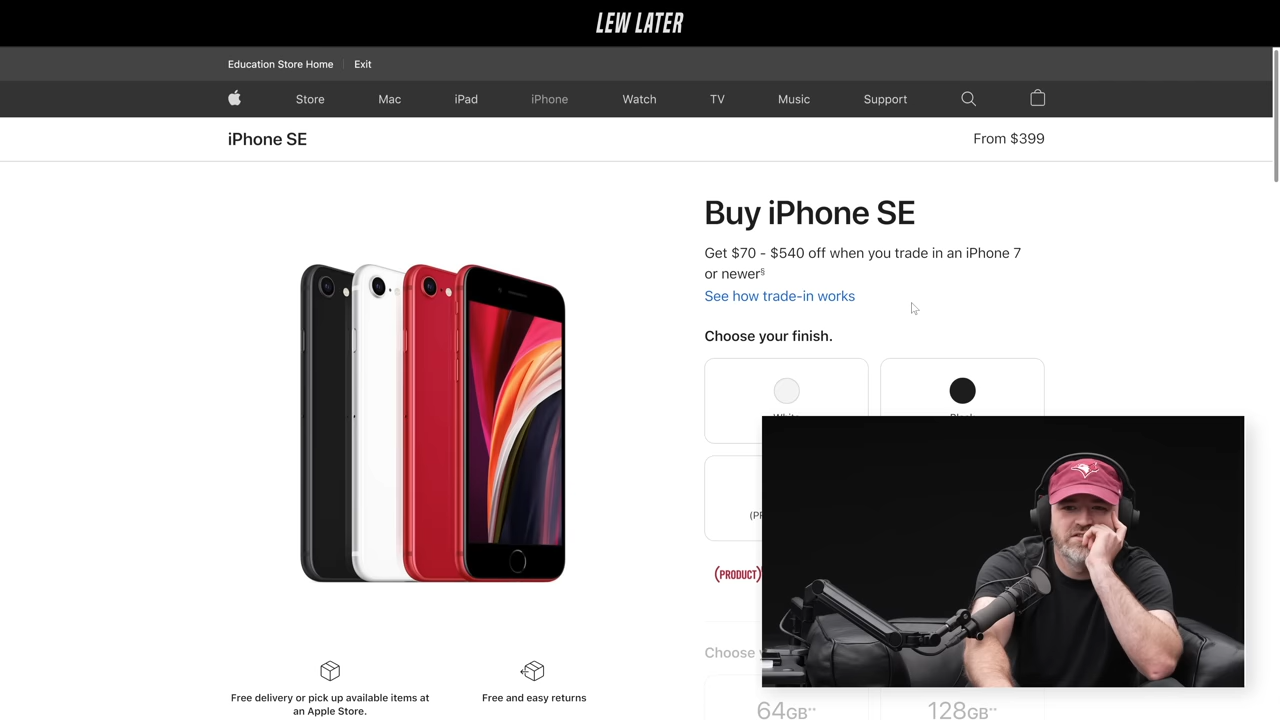 LEW LATER
Education Store Home
Exit
Store
Mac
iPad
iPhone
Watch
TV
Music
Support
iPhone SE
From $399
Buy iPhone SE
Get $70 - $540 off when you trade in an iPhone 7
or newer§
See how trade-in works
Choose your finish.
(PRODUCT)
Choose
64GB**
128GB**
Free delivery or pick up available items at
an Apple Store.
Free and easy returns